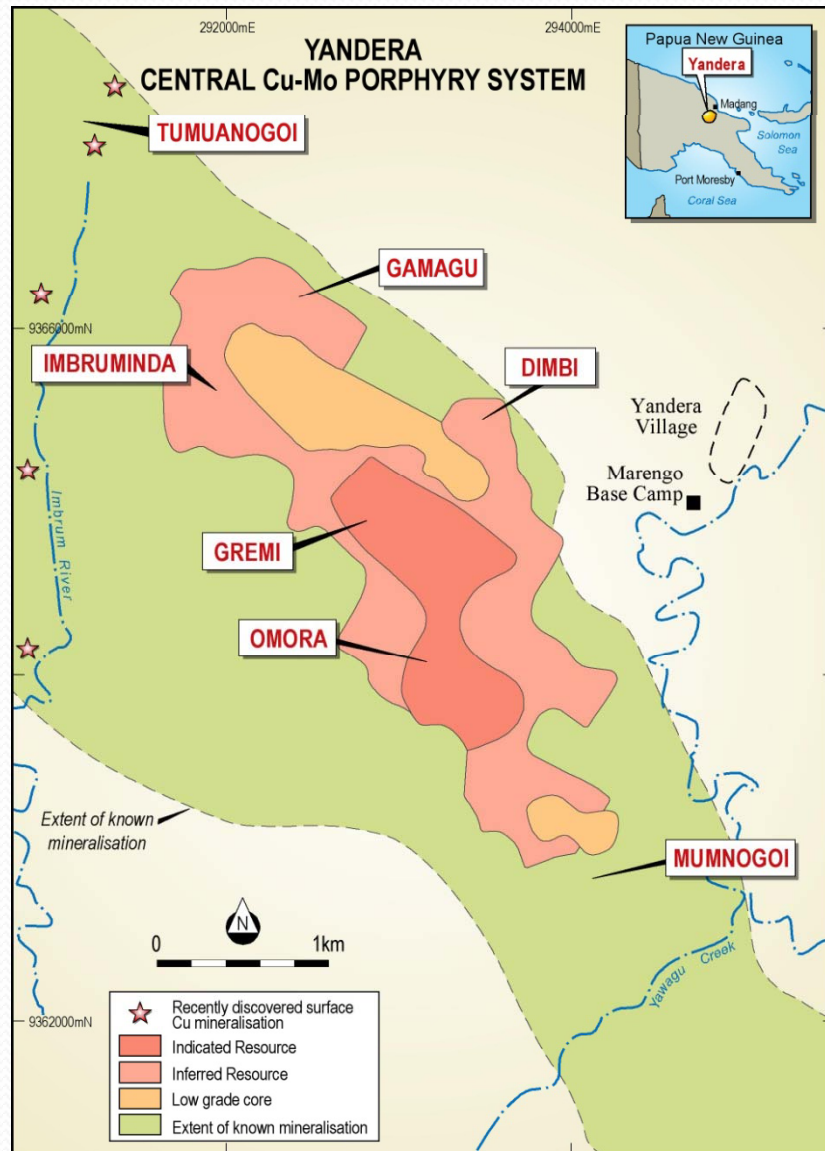 292000mE
294000mE
YANDERA
CENTRAL Cu-Mo PORPHYRY SYSTEM
Papua New Guinea
Yandera
Madang
Solomon
Sea
Port Moresby
Coral Sea
TUMUANOGOI
GAMAGU
9366000mN
IMBRUMINDA
DIMBI
Yandera
Village
Marengo
Base Camp
Imbrum River
GREMI
OMORA
Extent of known
mineralisation
MUMNOGOI
N
0
1km
Yawagu Creek
9362000mN
Recently discovered surface
Cu mineralisation
Indicated Resource
Inferred Resource
Low grade core
Extent of known mineralisation